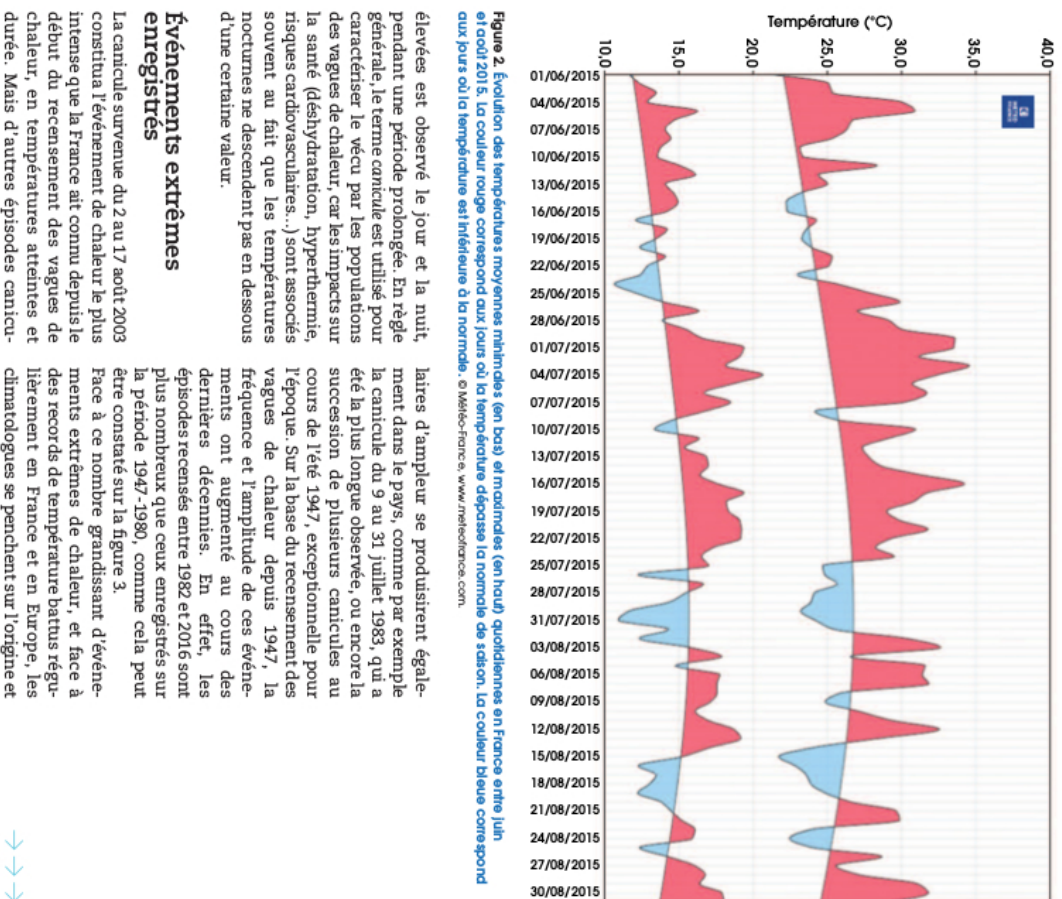 Température (°C)
40,0
35,0
30,0
25,0
20,0
15,0
10,0
01/06/2015
04/06/2015
07/06/2015
10/06/2015
13/06/2015
16/06/2015
19/06/2015
22/06/2015
25/06/2015
28/06/2015
01/07/2015
04/07/2015
07/07/2015
10/07/2015
13/07/2015
16/07/2015
19/07/2015
22/07/2015
25/07/2015
28/07/2015
31/07/2015
03/08/2015
06/08/2015
09/08/2015
12/08/2015
15/08/2015
18/08/2015
21/08/2015
24/08/2015
27/08/2015
30/08/2015
Figure 2. Évolution des températures moyennes minimales (en bas) et maximales (en haut) quotidiennes en France entre juin
et août 2015. La couleur rouge correspond aux jours où la température dépasse la normale de saison. La couleur bleue correspond
aux jours où la température est inférieure à la normale. © Météo-France, www.meteofrance.com.
élevées est observé le jour et la nuit,
pendant une période prolongée. En règle
générale, le terme canicule est utilisé pour
caractériser le vécu par les populations
des vagues de chaleur, car les impacts sur
la santé (déshydratation, hyperthermie,
risques cardiovasculaires...) sont associés
souvent au fait que les températures
nocturnes ne descendent pas en dessous
d'une certaine valeur.
Événements extrêmes
enregistrés
La canicule survenue du 2 au 17 août 2003
constitua l'événement de chaleur le plus
intense que la France ait connu depuis le
début du recensement des vagues de
chaleur, en températures atteintes et
durée. Mais d'autres épisodes canicu-
laires d'ampleur se produisirent égale-
ment dans le pays, comme par exemple
la canicule du 9 au 31 juillet 1983, qui a
été la plus longue observée, ou encore la
succession de plusieurs canicules au
cours de l'été 1947, exceptionnelle pour
l'époque. Sur la base du recensement des
vagues de chaleur depuis 1947, la
fréquence et l'amplitude de ces événe-
ments ont augmenté au cours des
dernières décennies. En effet, les
épisodes recensés entre 1982 et 2016 sont
plus nombreux que ceux enregistrés sur
la période 1947-1980, comme cela peut
être constaté sur la figure 3.
Face à ce nombre grandissant d'événe-
ments extrêmes de chaleur, et face à
des records de température battus régu-
lièrement en France et en Europe, les
climatologues se penchent sur l'origine et